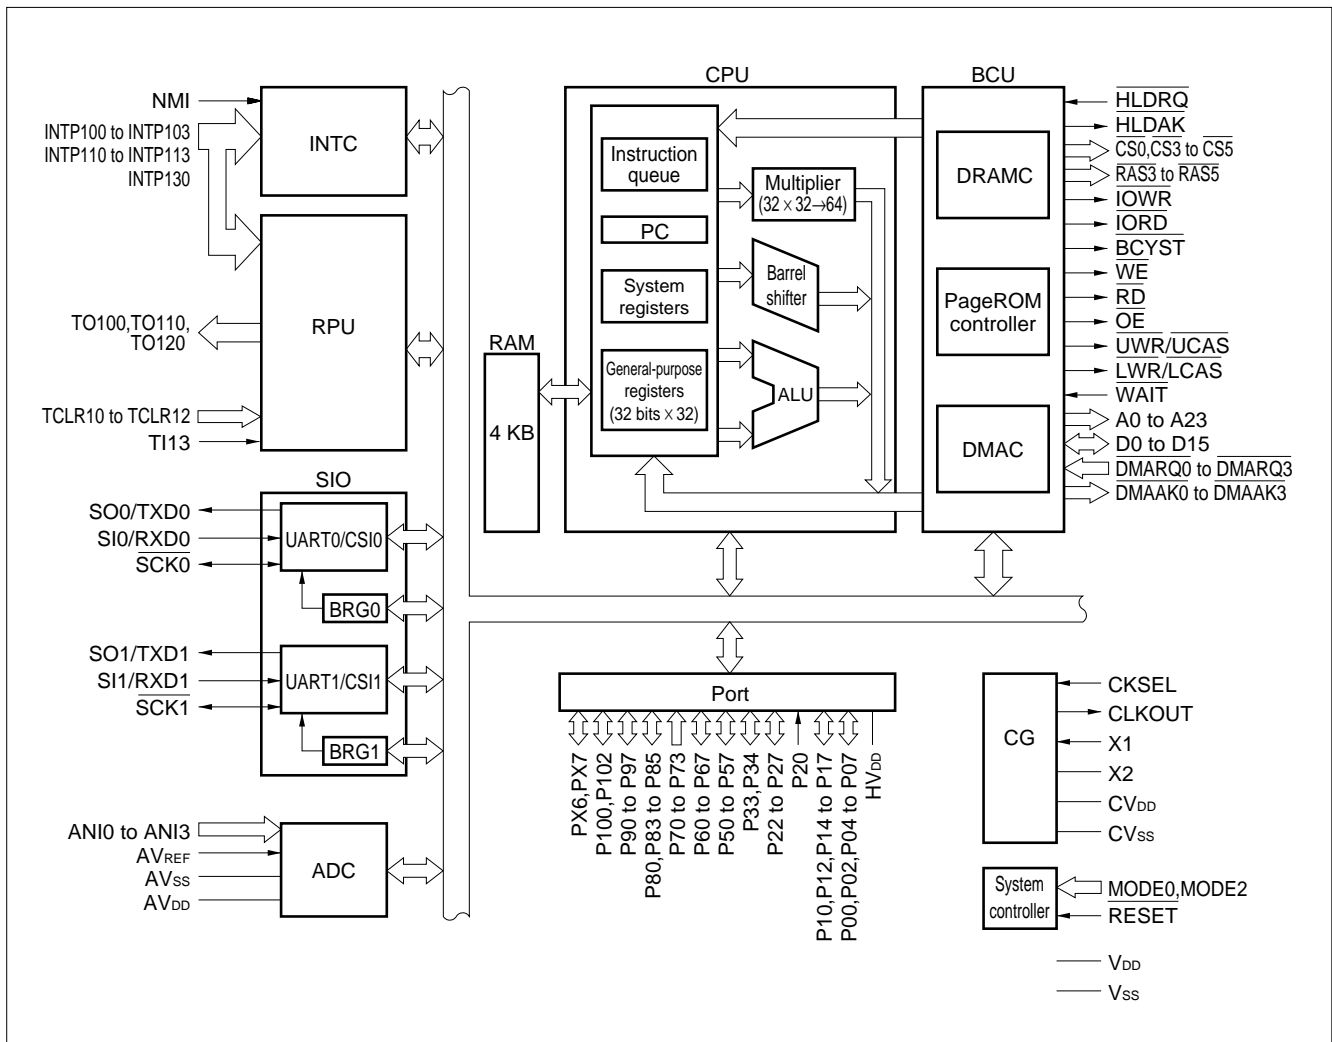 CPU
BCU
NMI
INTP100 to INTP103
INTP110 to INTP113
INTP130
INTC
TO100,TO110,
TO120
RPU
TCLR10 to TCLR12
TI13
SIO
SO0/TXD0
SI0/RXD0
SCK0
UART0/CSI0
BRG0
SO1/TXD1
SI1/RXD1
SCK1
UART1/CSI1
BRG1
ANI0 to ANI3
AVREF
AVSS
AVDD
ADC
RAM
4 KB
Instruction
queue
PC
System
registers
General-purpose
registers
(32 bits × 32)
Multiplier
(32 × 32→64)
Barrel
shifter
ALU
DRAMC
PageROM
controller
DMAC
HLDRQ
HLDAK
CS0,CS3 to CS5
RAS3 to RAS5
IOWR
IORD
BCYST
WE
RD
OE
UWR/UCAS
LWR/LCAS
WAIT
A0 to A23
D0 to D15
DMARQ0 to DMARQ3
DMAAK0 to DMAAK3
Port
PX6,PX7
P100,P102
P90 to P97
P80,P83 to P85
P70 to P73
P60 to P67
P50 to P57
P33,P34
P22 to P27
P20
P10,P12,P14 to P17
P00,P02,P04 to P07
HVDD
CG
CKSEL
CLKOUT
X1
X2
CVDD
CVSS
System
controller
MODE0,MODE2
RESET
VDD
VSS